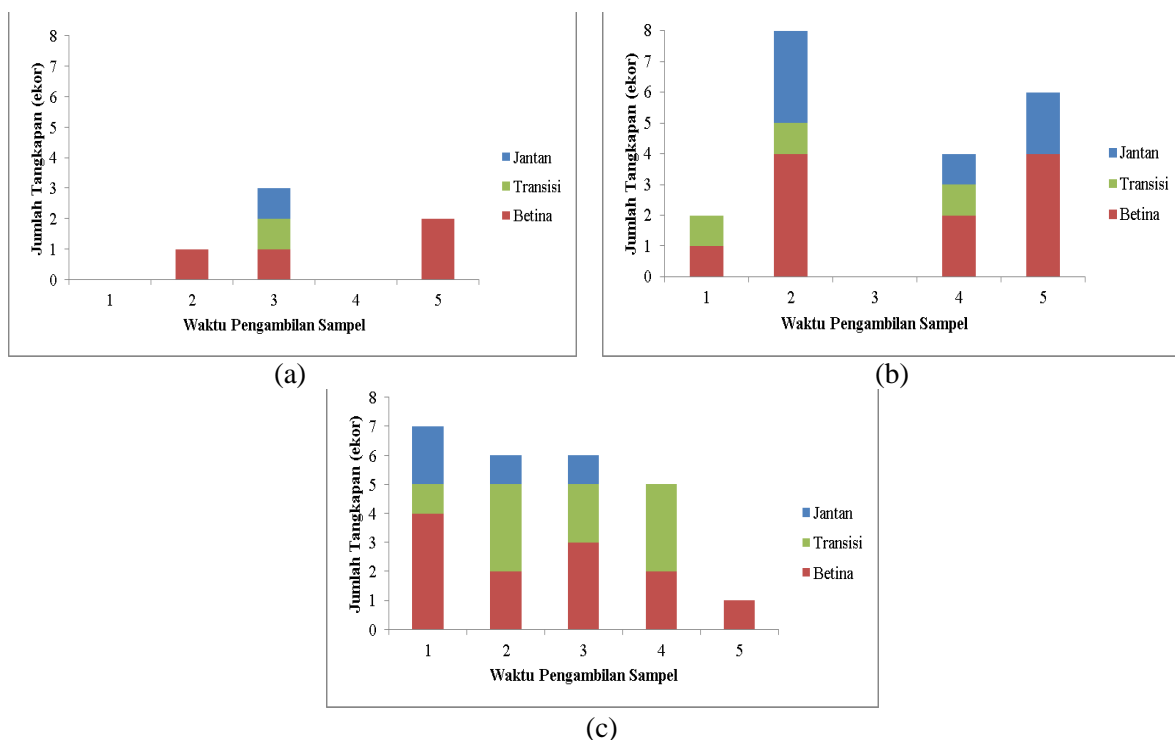 Jumlah Tangkapan (ekor)
8
7
6
5
4
3
2
1
0
1 2 3 4 5
Waktu Pengambilan Sampel
Jantan
Transisi
Betina
(a)
Jumlah Tangkapan (ekor)
8
7
6
5
4
3
2
1
0
1 2 3 4 5
Waktu Pengambilan Sampel
Jantan
Transisi
Betina
(b)
Jumlah Tangkapan (ekor)
8
7
6
5
4
3
2
1
0
1 2 3 4 5
Waktu Pengambilan Sampel
Jantan
Transisi
Betina
(c)